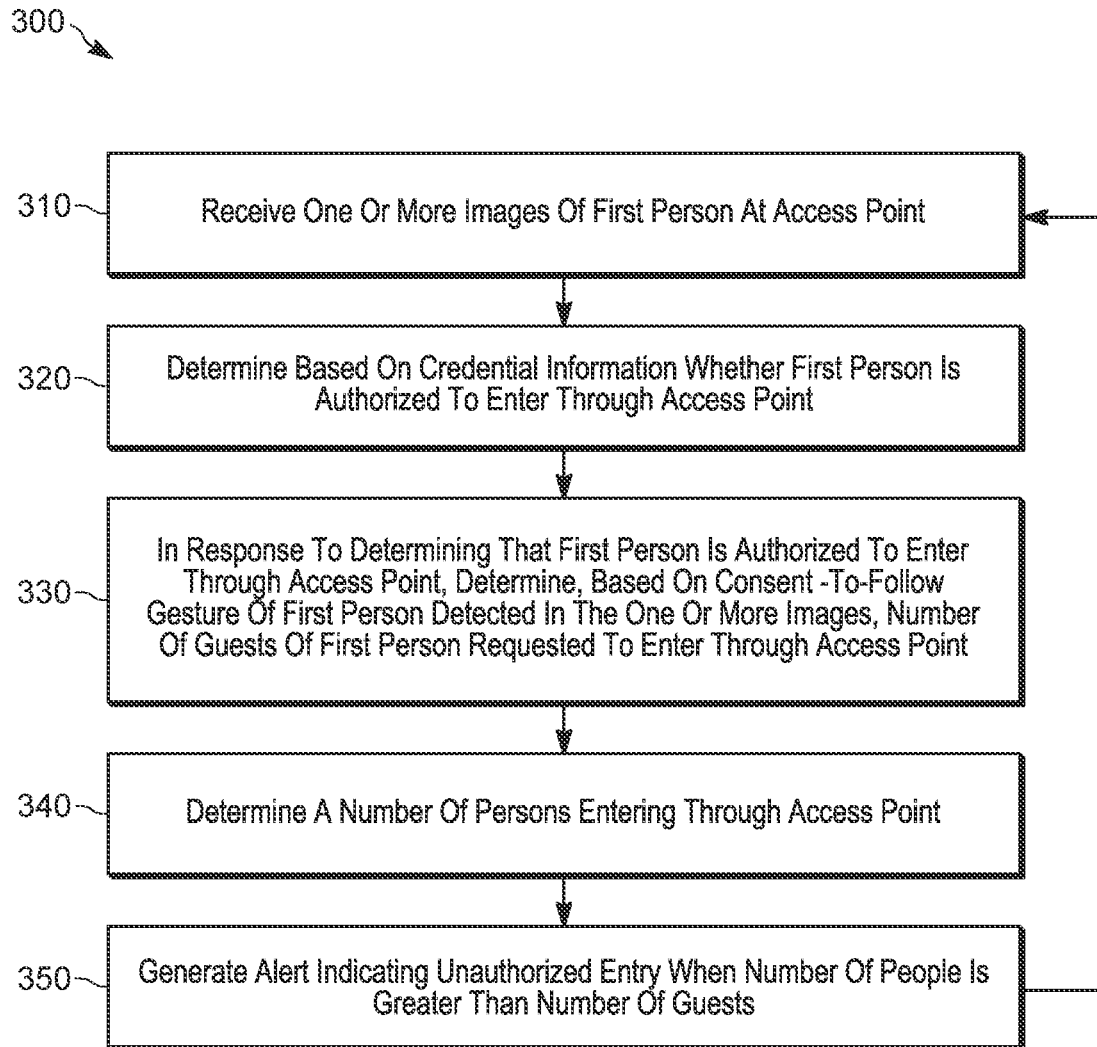 300
310
Receive One Or More Images Of First Person At Access Point
320
Determine Based On Credential Information Whether First Person Is
Authorized To Enter Through Access Point
330
In Response To Determining That First Person Is Authorized To Enter
Through Access Point, Determine, Based On Consent -To-Follow
Gesture Of First Person Detected In The One Or More Images, Number
Of Guests Of First Person Requested To Enter Through Access Point
340
Determine A Number Of Persons Entering Through Access Point
350
Generate Alert Indicating Unauthorized Entry When Number Of People Is
Greater Than Number Of Guests